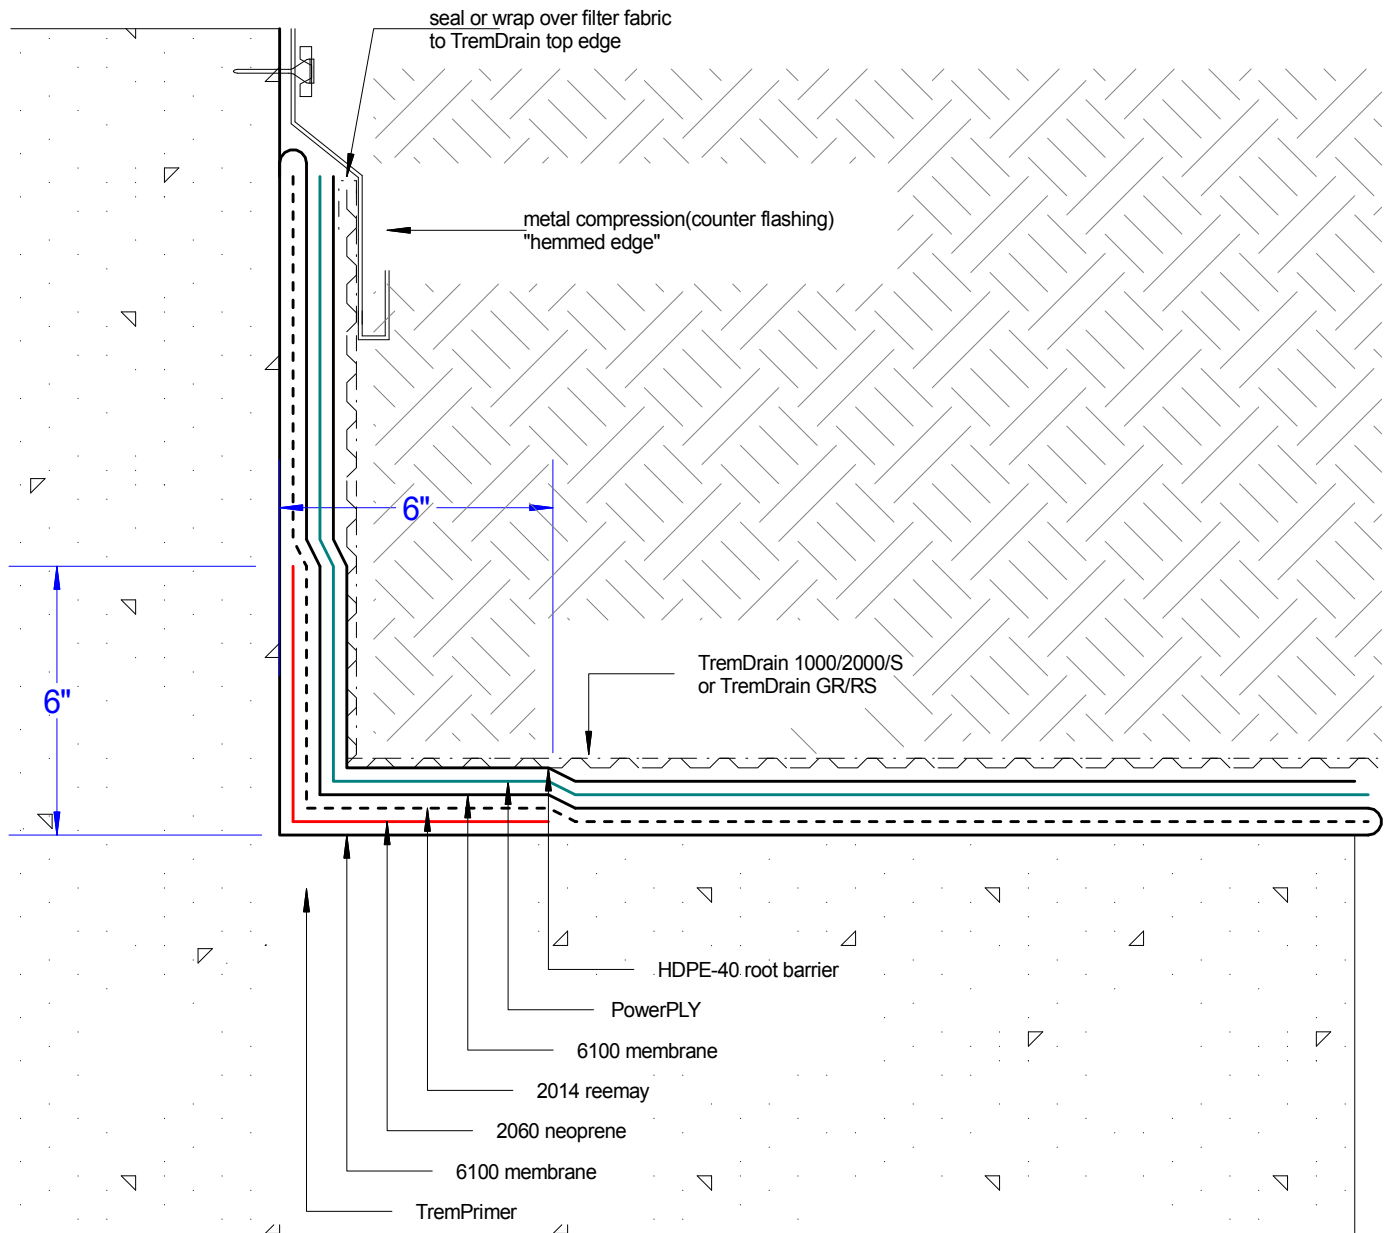 seal or wrap over filter fabric
to TremDrain top edge
metal compression(counter flashing)
"hemmed edge"
6"
6"
TremDrain 1000/2000/S
or TremDrain GR/RS
HDPE-40 root barrier
PowerPLY
6100 membrane
2014 reemay
2060 neoprene
6100 membrane
TremPrimer